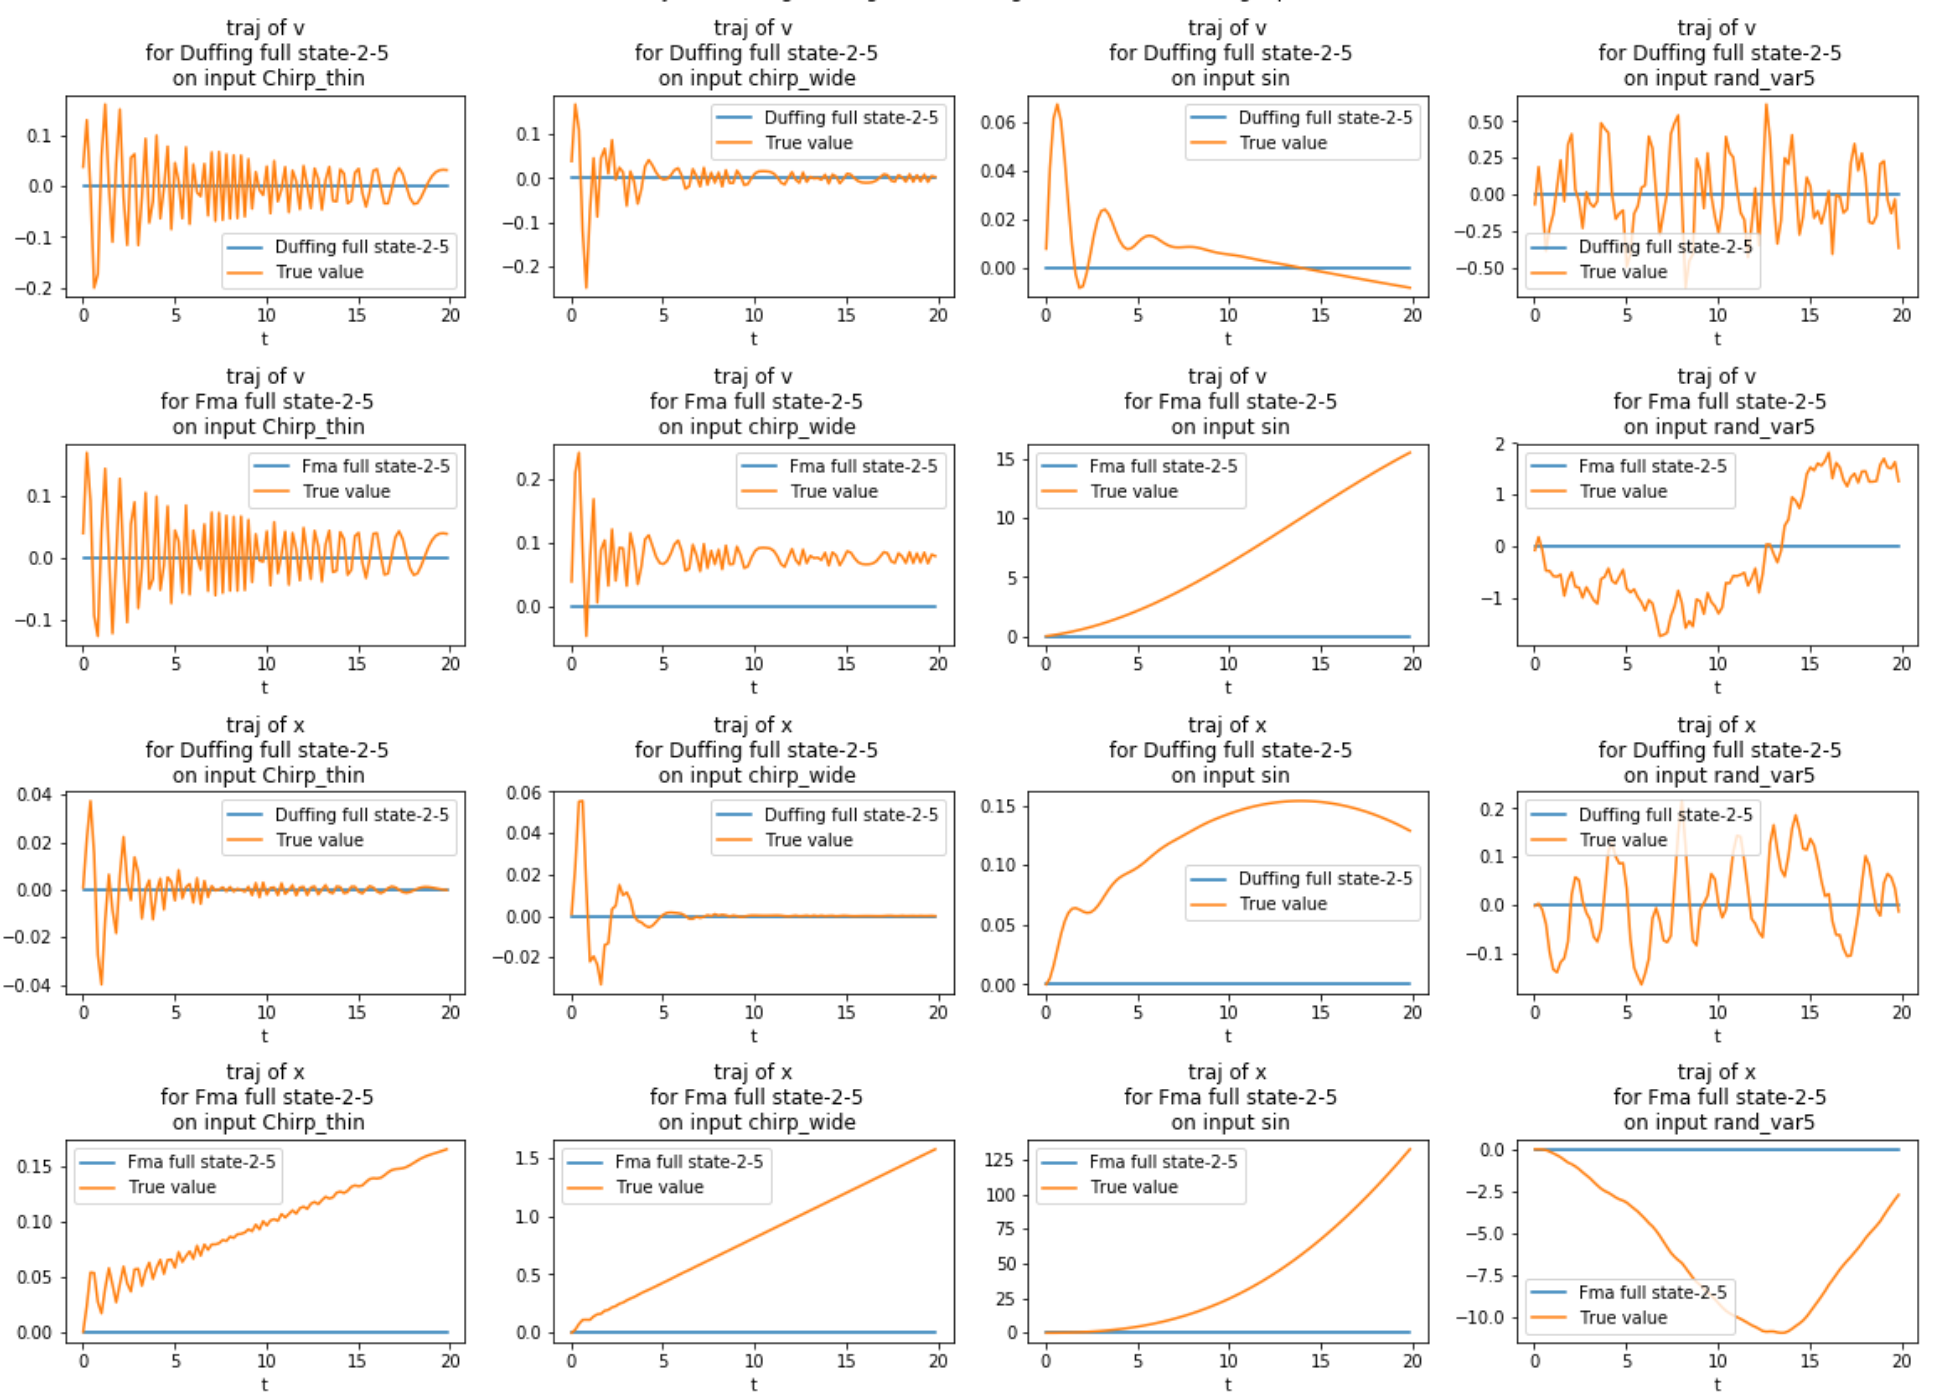 traj of v
for Duffing full state-2-5
on input Chirp_thin
0.1
0.0
−0.1
−0.2
Duffing full state-2-5
True value
0 5 10 15 20
t
traj of v
for Duffing full state-2-5
on input chirp_wide
0.1
0.0
−0.1
−0.2
Duffing full state-2-5
True value
0 5 10 15 20
t
traj of v
for Duffing full state-2-5
on input sin
0.06
0.04
0.02
0.00
Duffing full state-2-5
True value
0 5 10 15 20
t
traj of v
for Duffing full state-2-5
on input rand_var5
0.50
0.25
0.00
−0.25
−0.50
Duffing full state-2-5
True value
0 5 10 15 20
t
traj of v
for Fma full state-2-5
on input Chirp_thin
0.1
0.0
−0.1
Fma full state-2-5
True value
0 5 10 15 20
t
traj of v
for Fma full state-2-5
on input chirp_wide
0.2
0.1
0.0
Fma full state-2-5
True value
0 5 10 15 20
t
traj of v
for Fma full state-2-5
on input sin
15
10
5
0
Fma full state-2-5
True value
0 5 10 15 20
t
traj of v
for Fma full state-2-5
on input rand_var5
2
1
0
−1
Fma full state-2-5
True value
0 5 10 15 20
t
traj of x
for Duffing full state-2-5
on input Chirp_thin
0.04
0.02
0.00
−0.02
−0.04
Duffing full state-2-5
True value
0 5 10 15 20
t
traj of x
for Duffing full state-2-5
on input chirp_wide
0.06
0.04
0.02
0.00
−0.02
Duffing full state-2-5
True value
0 5 10 15 20
t
traj of x
for Duffing full state-2-5
on input sin
0.15
0.10
0.05
0.00
Duffing full state-2-5
True value
0 5 10 15 20
t
traj of x
for Duffing full state-2-5
on input rand_var5
0.2
0.1
0.0
−0.1
Duffing full state-2-5
True value
0 5 10 15 20
t
traj of x
for Fma full state-2-5
on input Chirp_thin
0.15
0.10
0.05
0.00
Fma full state-2-5
True value
0 5 10 15 20
t
traj of x
for Fma full state-2-5
on input chirp_wide
1.5
1.0
0.5
0.0
Fma full state-2-5
True value
0 5 10 15 20
t
traj of x
for Fma full state-2-5
on input sin
125
100
75
50
25
0
Fma full state-2-5
True value
0 5 10 15 20
t
traj of x
for Fma full state-2-5
on input rand_var5
0.0
−2.5
−5.0
−7.5
−10.0
Fma full state-2-5
True value
0 5 10 15 20
t